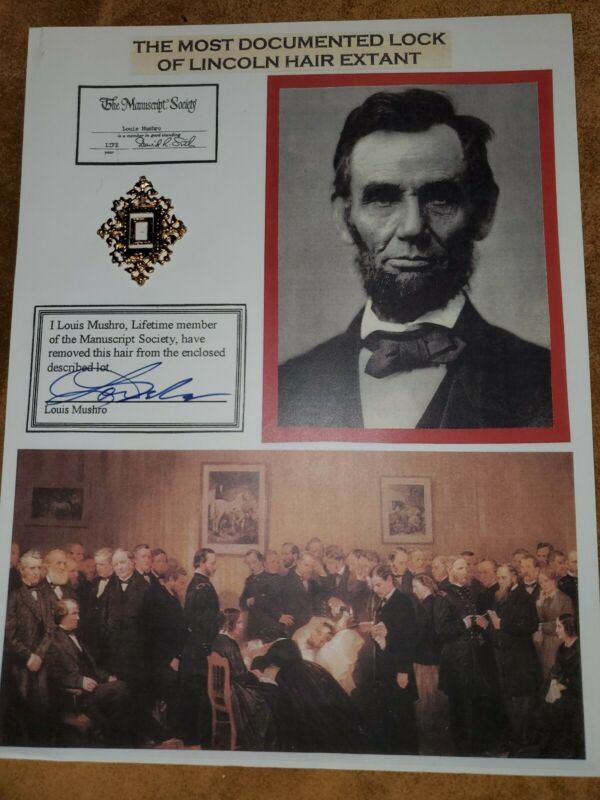 THE MOST DOCUMENTED LOCK
OF LINCOLN HAIR EXTANT
The Manuscript Society
Louis Mushro
is a member in good standing
LIFE
year
I Louis Mushro, Lifetime member
of the Manuscript Society, have
removed this hair from the enclosed
described lot
Louis Mushro